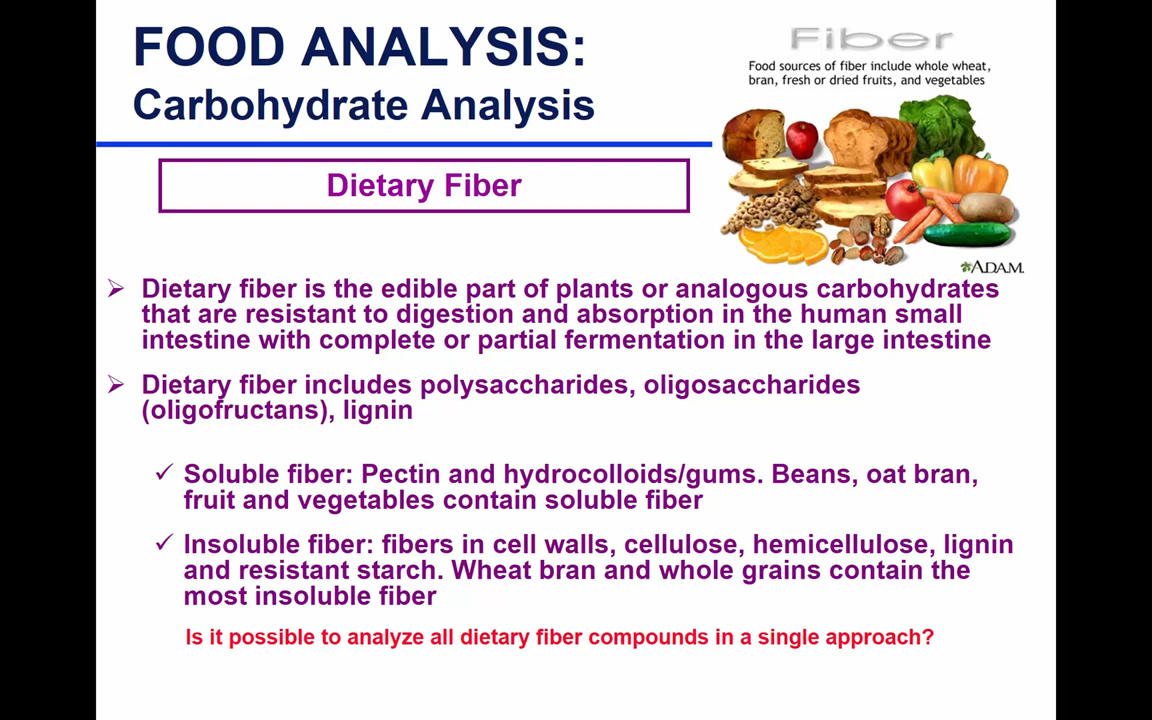 FOOD ANALYSIS:
Carbohydrate Analysis
Fiber
Food sources of fiber include whole wheat,
bran, fresh or dried fruits, and vegetables
Dietary Fiber
ADAM.
Dietary fiber is the edible part of plants or analogous carbohydrates
that are resistant to digestion and absorption in the human small
intestine with complete or partial fermentation in the large intestine
Dietary fiber includes polysaccharides, oligosaccharides
(oligofructans), lignin
Soluble fiber: Pectin and hydrocolloids/gums. Beans, oat bran,
fruit and vegetables contain soluble fiber
Insoluble fiber: fibers in cell walls, cellulose, hemicellulose, lignin
and resistant starch. Wheat bran and whole grains contain the
most insoluble fiber
Is it possible to analyze all dietary fiber compounds in a single approach?